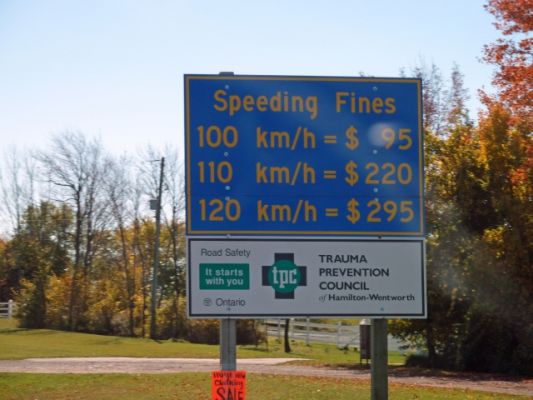 Speeding Fines
100 km/h = $ 95
110 km/h = $220
120 km/h = $295
Road Safety
It starts
with you
Ontario
tpc
TRAUMA
PREVENTION
COUNCIL
of Hamilton-Wentworth
SALE